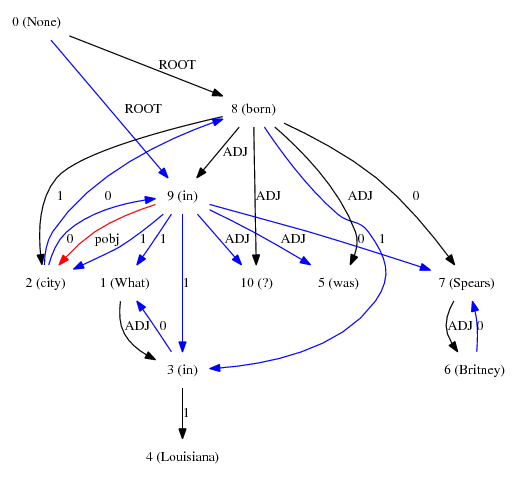 0 (None)
ROOT
ROOT
8 (born)
ADJ
1 0 9 (in) ADJ ADJ 0
0 pobj 1 1 ADJ ADJ 0 1
2 (city) 1 (What) 1 10 (?) 5 (was) 7 (Spears)
ADJ 0 ADJ 0
3 (in) 6 (Britney)
1
4 (Louisiana)